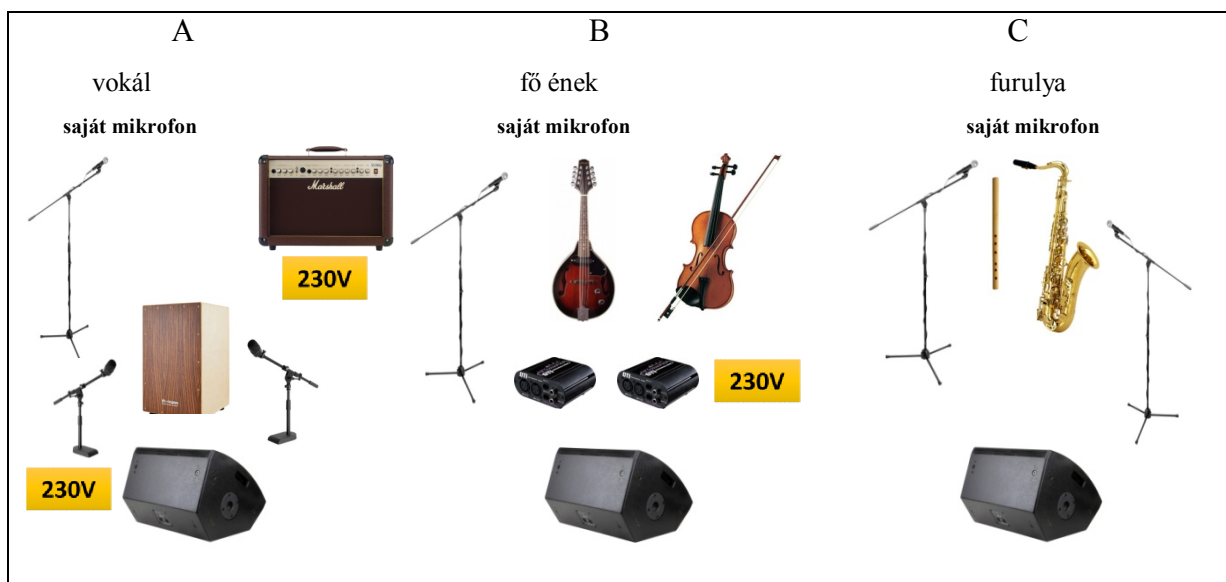 A
B
C
vokál
fő ének
furulya
saját mikrofon
saját mikrofon
saját mikrofon
Marshall
230V
230V
230V